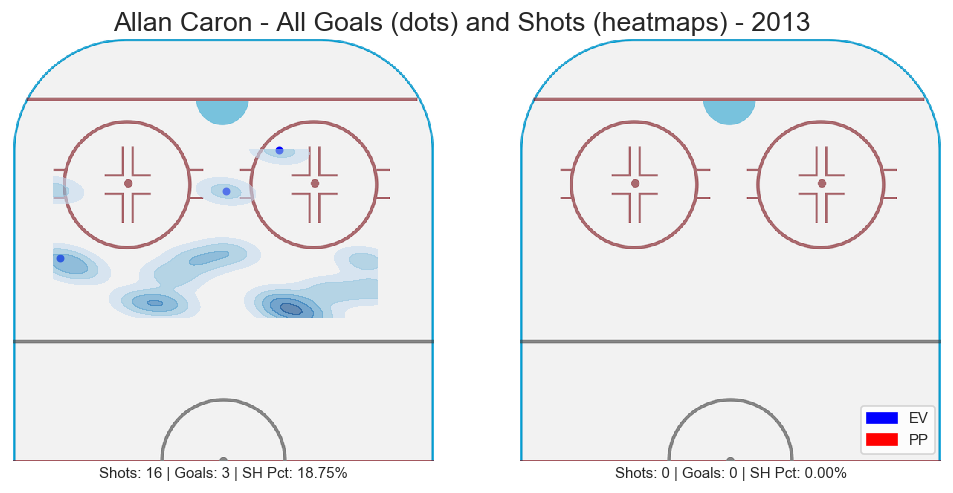 Allan Caron - All Goals (dots) and Shots (heatmaps) - 2013
EV
PP
Shots: 16 | Goals: 3 | SH Pct: 18.75%
Shots: 0 | Goals: 0 | SH Pct: 0.00%